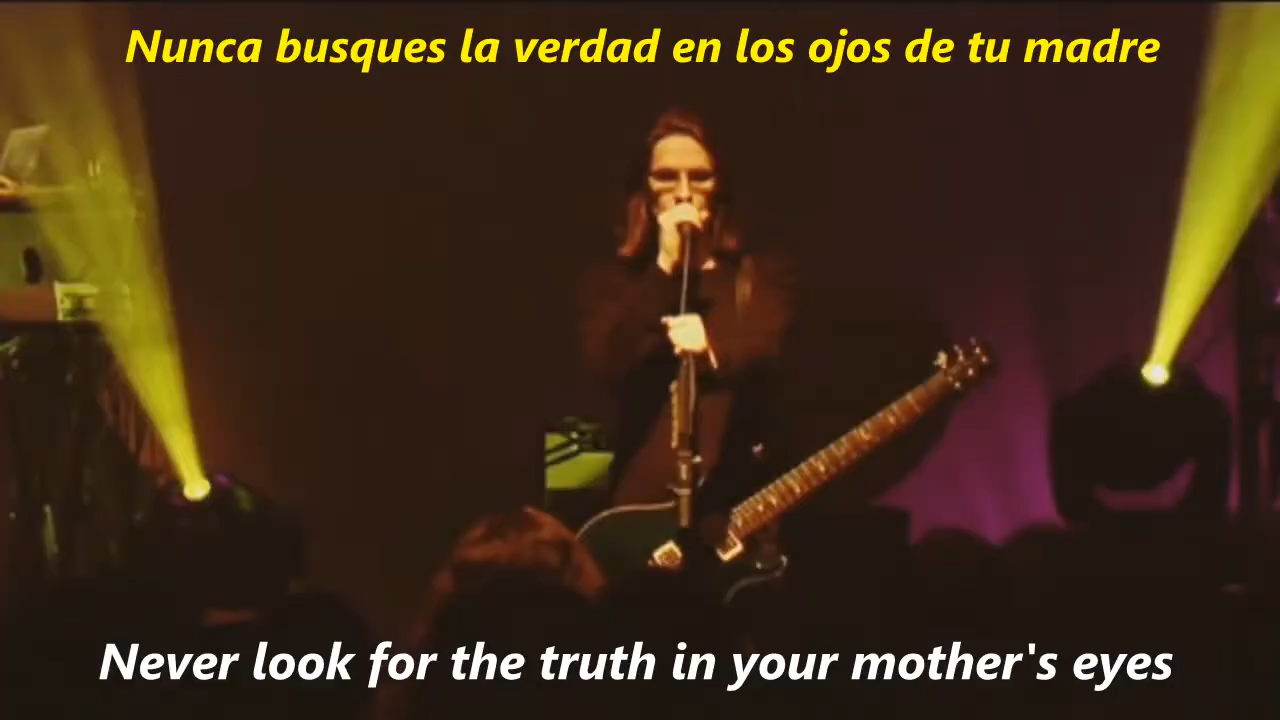 Nunca busques la verdad en los ojos de tu madre
Never look for the truth in your mother's eyes